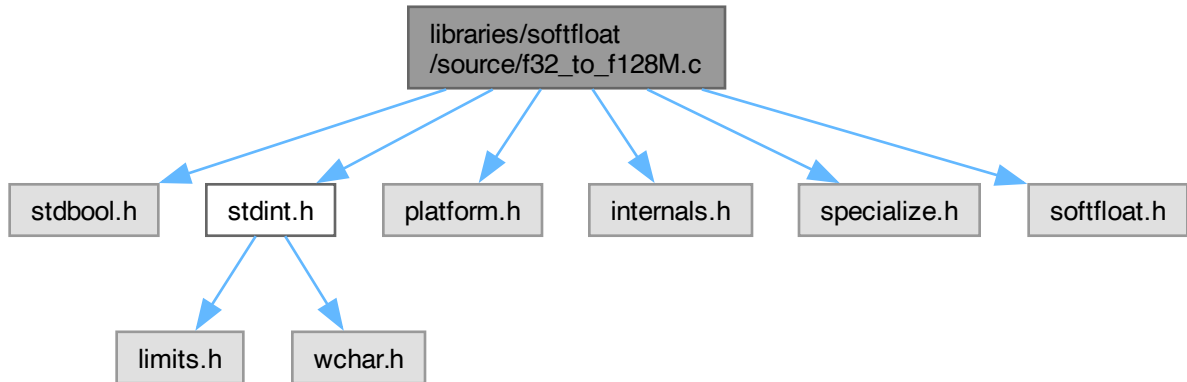 libraries/softfloat
/source/f32_to_f128M.c
stdbool.h
stdint.h
platform.h
internals.h
specialize.h
softfloat.h
limits.h
wchar.h